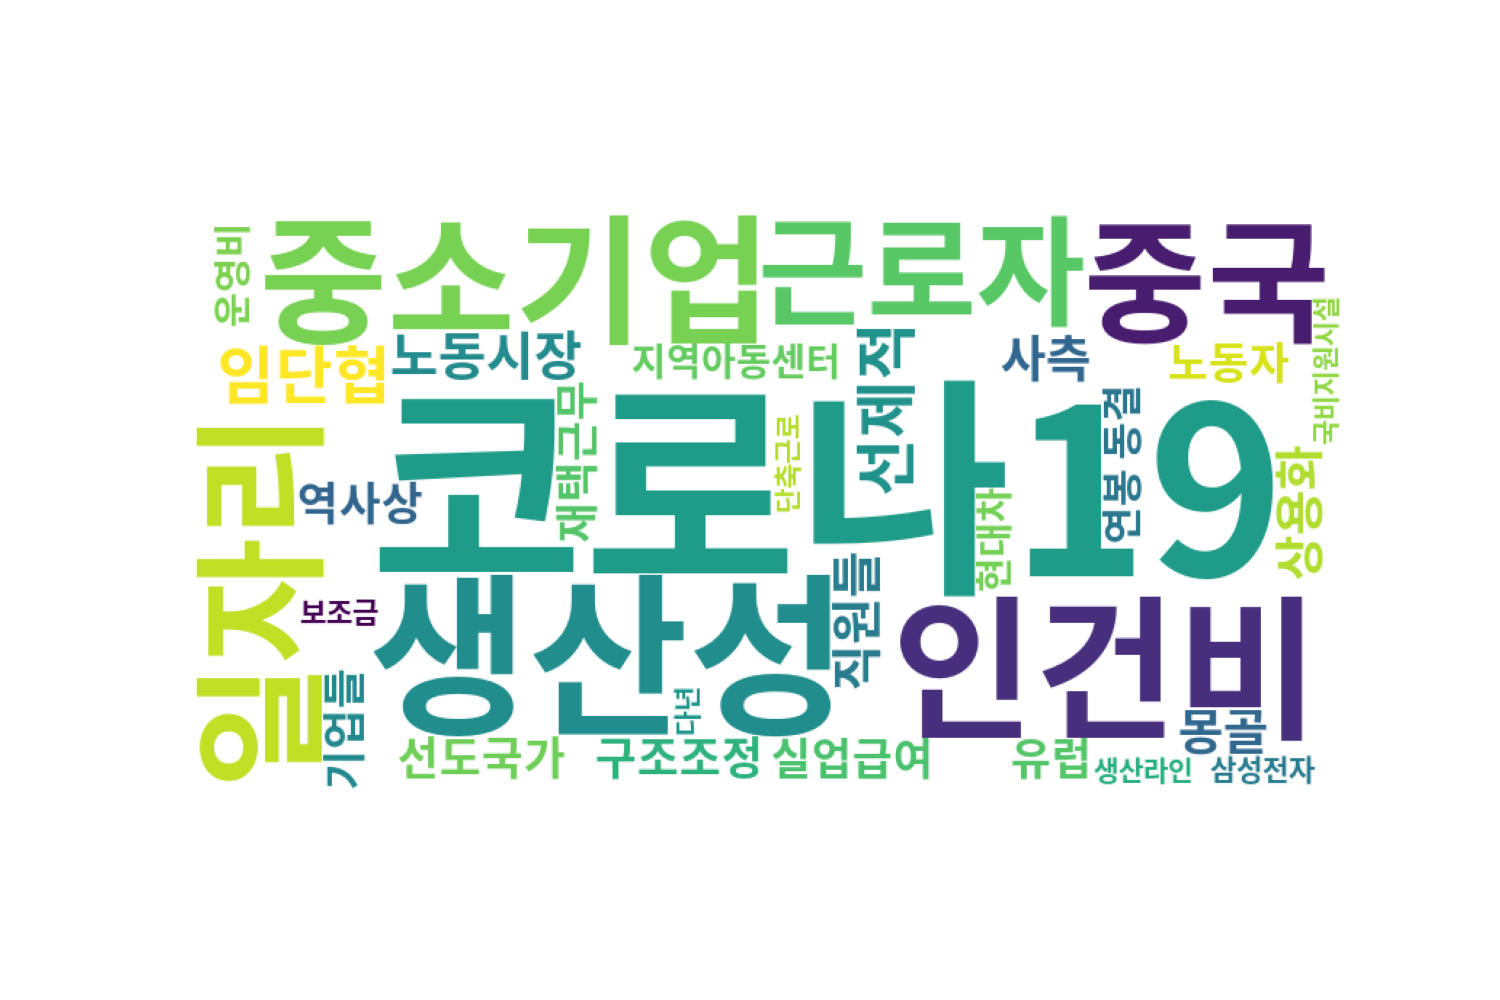 운영비
중소기업
근로자
중국
임단협
노동시장
지역아동센터
선제적
사측
노동자
국비지원시설
일자리
코로나19
재택근무
단축근로
연봉 동결
역사상
현대차
상용화
보조금
생산성
직원들
인건비
기업들
다년
몽골
선도국가
구조조정
실업급여
유럽
생산라인
삼성전자